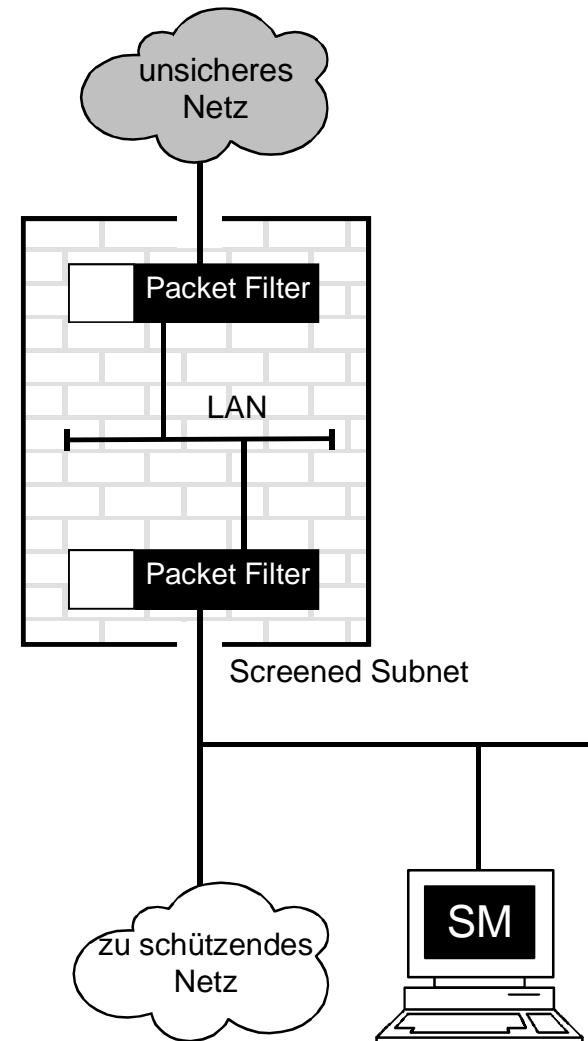 unsicheres
Netz
Packet Filter
LAN
Packet Filter
Screened Subnet
zu schützendes
Netz
SM